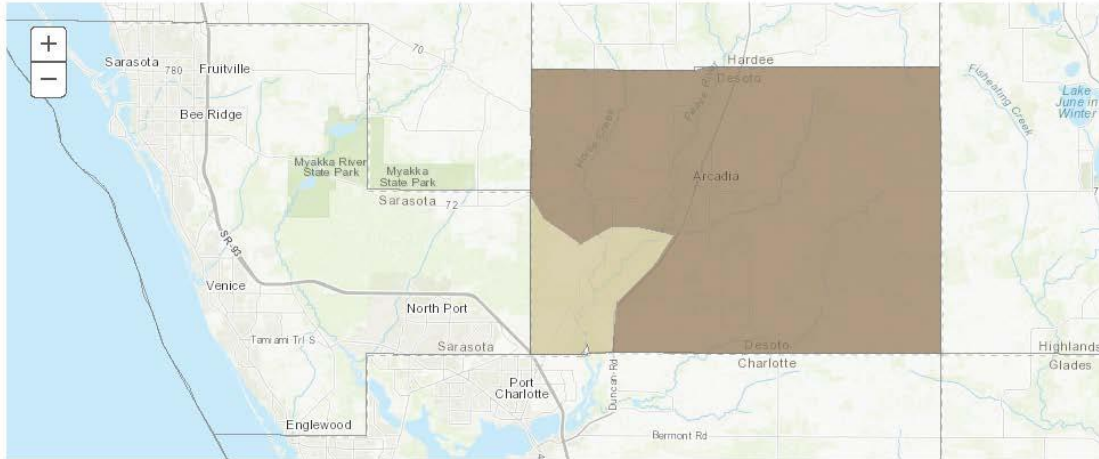 +
−
Sarasota
780
Fruitville
Bee Ridge
Myakka River
State Park
Myakka
State Park
70
Sarasota
72
SR-93
Venice
North Port
Tamiami Trl S
Sarasota
Port
Charlotte
Englewood
Hardee
Desoto
Peace River
Horse Creek
Arcadia
Desoto
Charlotte
Duncan Rd
Bermont Rd
Fisheating Creek
Lake
June in
Winter
Highlands
Glades